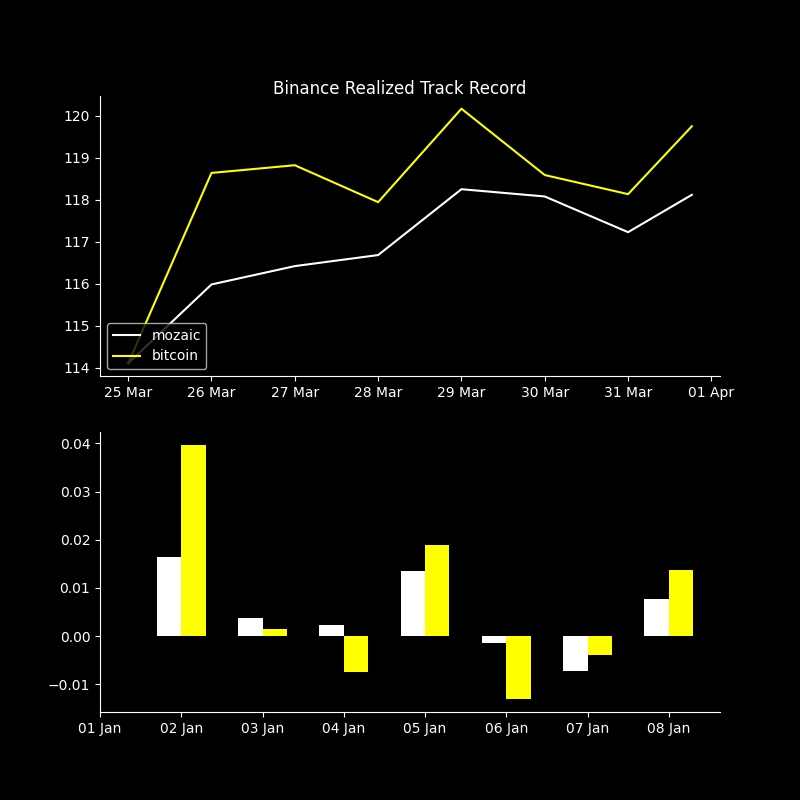 Binance Realized Track Record
120
119
118
117
116
115
114
mozaic
bitcoin
25 Mar 26 Mar 27 Mar 28 Mar 29 Mar 30 Mar 31 Mar 01 Apr
0.04
0.03
0.02
0.01
0.00
−0.01
01 Jan 02 Jan 03 Jan 04 Jan 05 Jan 06 Jan 07 Jan 08 Jan